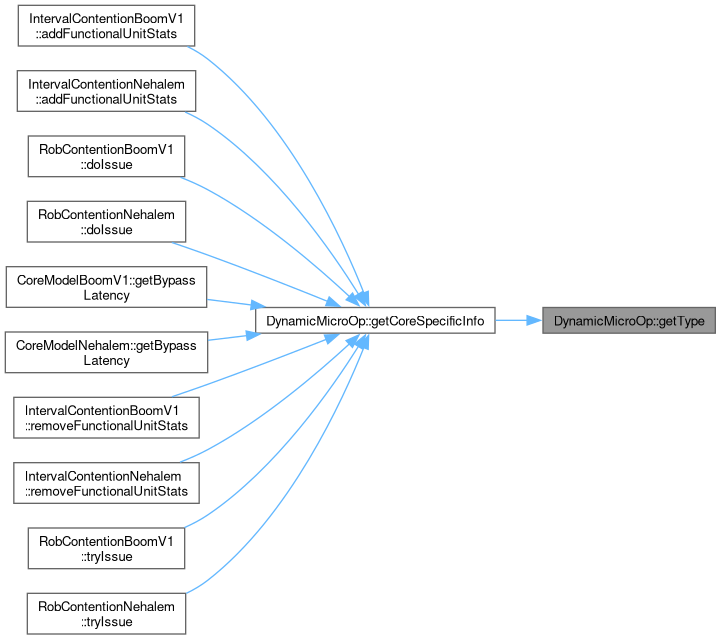 IntervalContentionBoomV1
::addFunctionalUnitStats
IntervalContentionNehalem
::addFunctionalUnitStats
RobContentionBoomV1
::doIssue
RobContentionNehalem
::doIssue
CoreModelBoomV1::getBypass
Latency
DynamicMicroOp::getCoreSpecificInfo
DynamicMicroOp::getType
CoreModelNehalem::getBypass
Latency
IntervalContentionBoomV1
::removeFunctionalUnitStats
IntervalContentionNehalem
::removeFunctionalUnitStats
RobContentionBoomV1
::tryIssue
RobContentionNehalem
::tryIssue